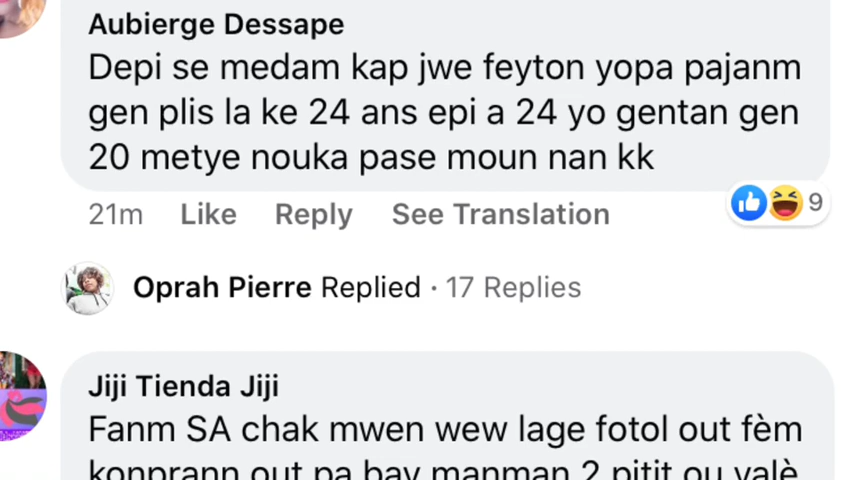 Aubierge Dessape
Depi se medam kap jwe feyton yopa pajanm
gen plis la ke 24 ans epi a 24 yo gentan gen
20 metye nouka pase moun nan kk
21m Like Reply See Translation 9
Oprah Pierre Replied · 17 Replies
Jiji Tienda Jiji
Fanm SA chak mwen wew lage fotol out fèm
konprann out pa bay manman 2 pitit ou valè